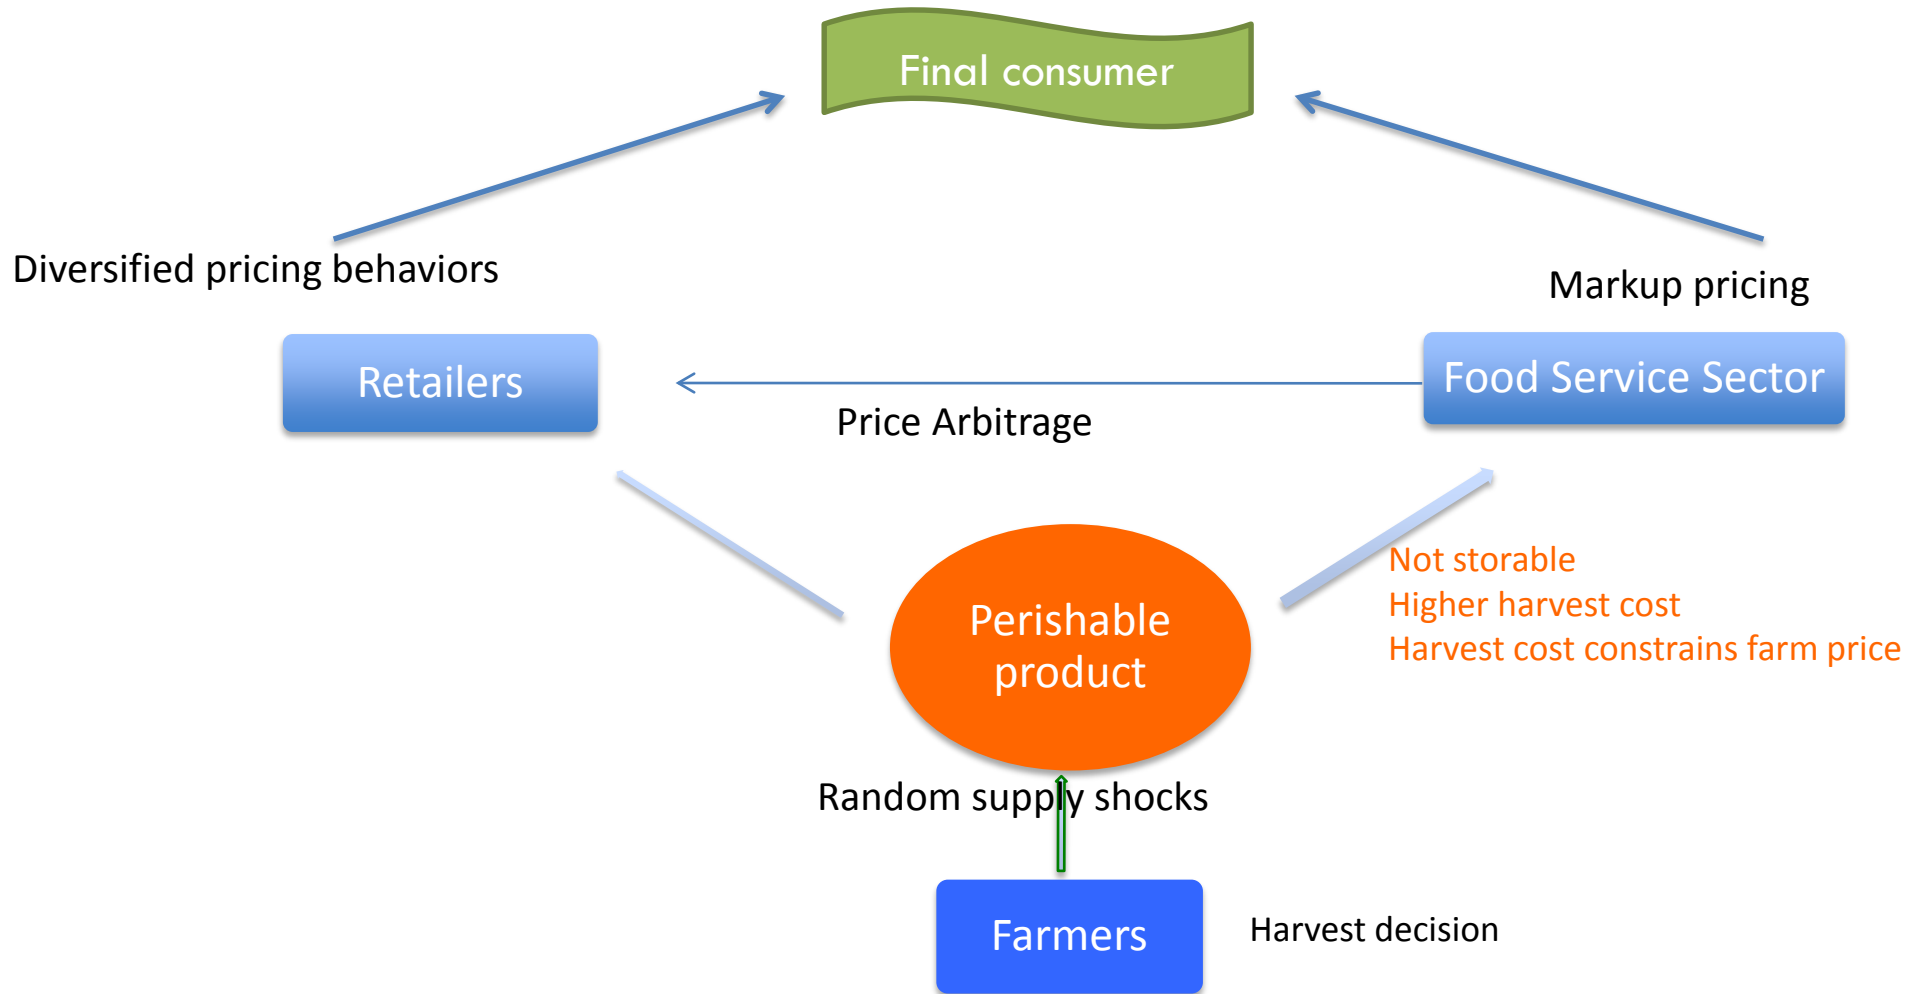 Final consumer
Diversified pricing behaviors
Markup pricing
Retailers
Food Service Sector
Price Arbitrage
Not storable
Higher harvest cost
Harvest cost constrains farm price
Perishable
product
Random supply shocks
Farmers
Harvest decision